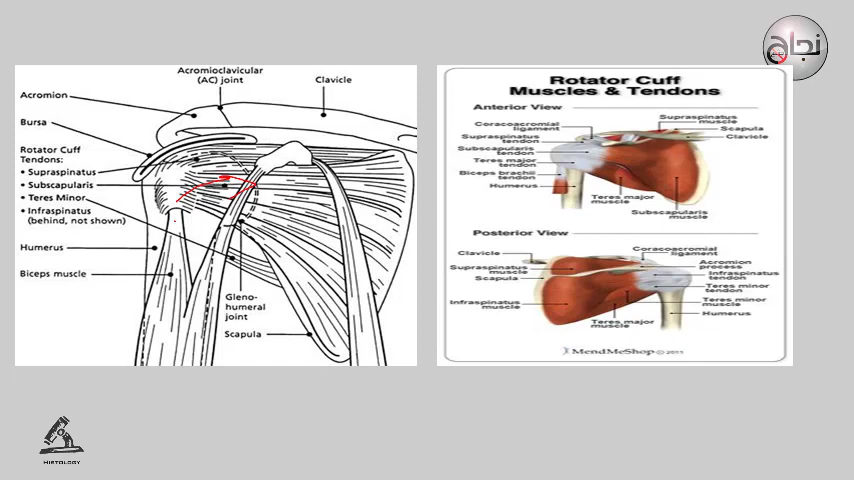 نجاح
Acromioclavicular
(AC) joint
Clavicle
Acromion
Bursa
Rotator Cuff
Tendons:
• Supraspinatus
• Subscapularis
• Teres Minor
• Infraspinatus
(behind, not shown)
Humerus
Biceps muscle
Gleno-
humeral
joint
Scapula
Rotator Cuff
Muscles & Tendons
Anterior View
Coracoacromial
ligament
Supraspinatus
tendon
Subscapularis
tendon
Teres major
tendon
Biceps brachii
tendon
Humerus
Supraspinatus
muscle
Scapula
Clavicle
Teres major
muscle
Subscapularis
muscle
Posterior View
Clavicle
Supraspinatus
muscle
Scapula
Infraspinatus
muscle
Coracoacromial
ligament
Acromion
process
Infraspinatus
tendon
Teres minor
tendon
Teres minor
muscle
Humerus
Teres major
muscle
MendMeShop © 2011
HISTOLOGY